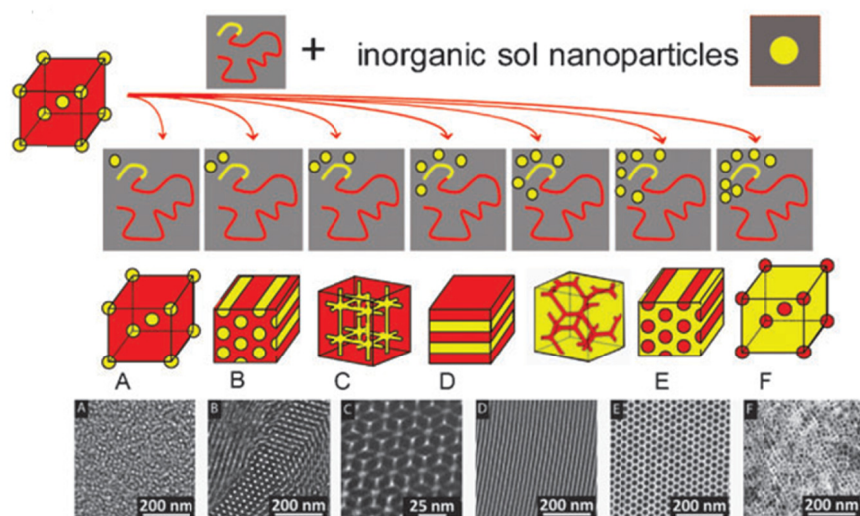 + inorganic sol nanoparticles
A B C D E F
A B C D E F
200 nm 200 nm 25 nm 200 nm 200 nm 200 nm